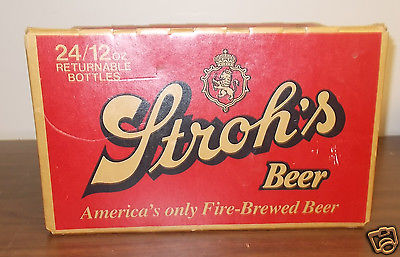 24/12 oz
RETURNABLE
BOTTLES
Stroh's
Beer
America's only Fire-Brewed Beer